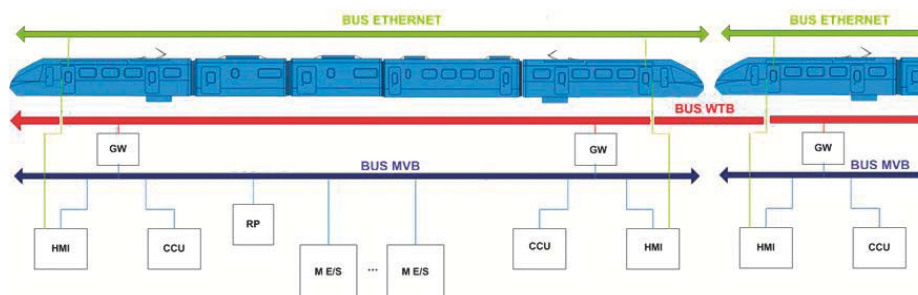 BUS ETHERNET
BUS ETHERNET
BUS WTB
GW
GW
GW
BUS MVB
BUS MVB
RP
HMI
CCU
CCU
HMI
HMI
CCU
M E/S
...
M E/S